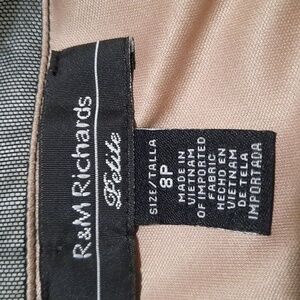 R&M Richards
Petite
SIZE/TALLA
8P
MADE IN
VIETNAM
OF IMPORTED
FABRIC
HECHO EN
VIETNAM
DE TELA
IMPORTADA